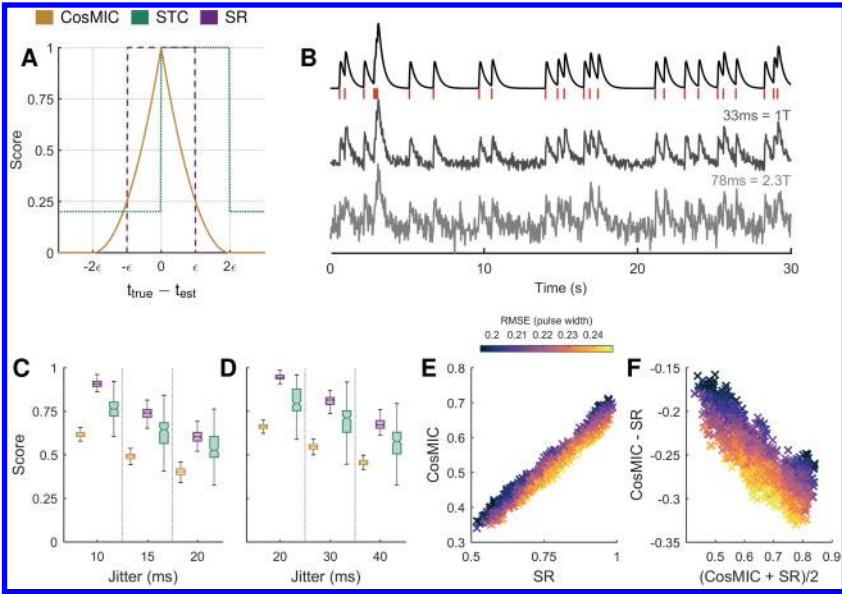 CosMIC STC SR
A
1
0.75
0.5
0.25
0
Score
-2ϵ -ϵ 0 ϵ 2ϵ
t_true − t_est
B
33ms = 1T
78ms = 2.3T
0 10 20 30
Time (s)
C
1
0.75
0.5
0.25
0
Score
10 15 20
Jitter (ms)
D
20 30 40
Jitter (ms)
RMSE (pulse width)
0.2 0.21 0.22 0.23 0.24
E
0.8
0.7
0.6
0.5
0.4
0.3
CosMIC
0.5 0.75 1
SR
F
-0.15
-0.2
-0.25
-0.3
-0.35
CosMIC - SR
0.5 0.6 0.7 0.8 0.9
(CosMIC + SR)/2